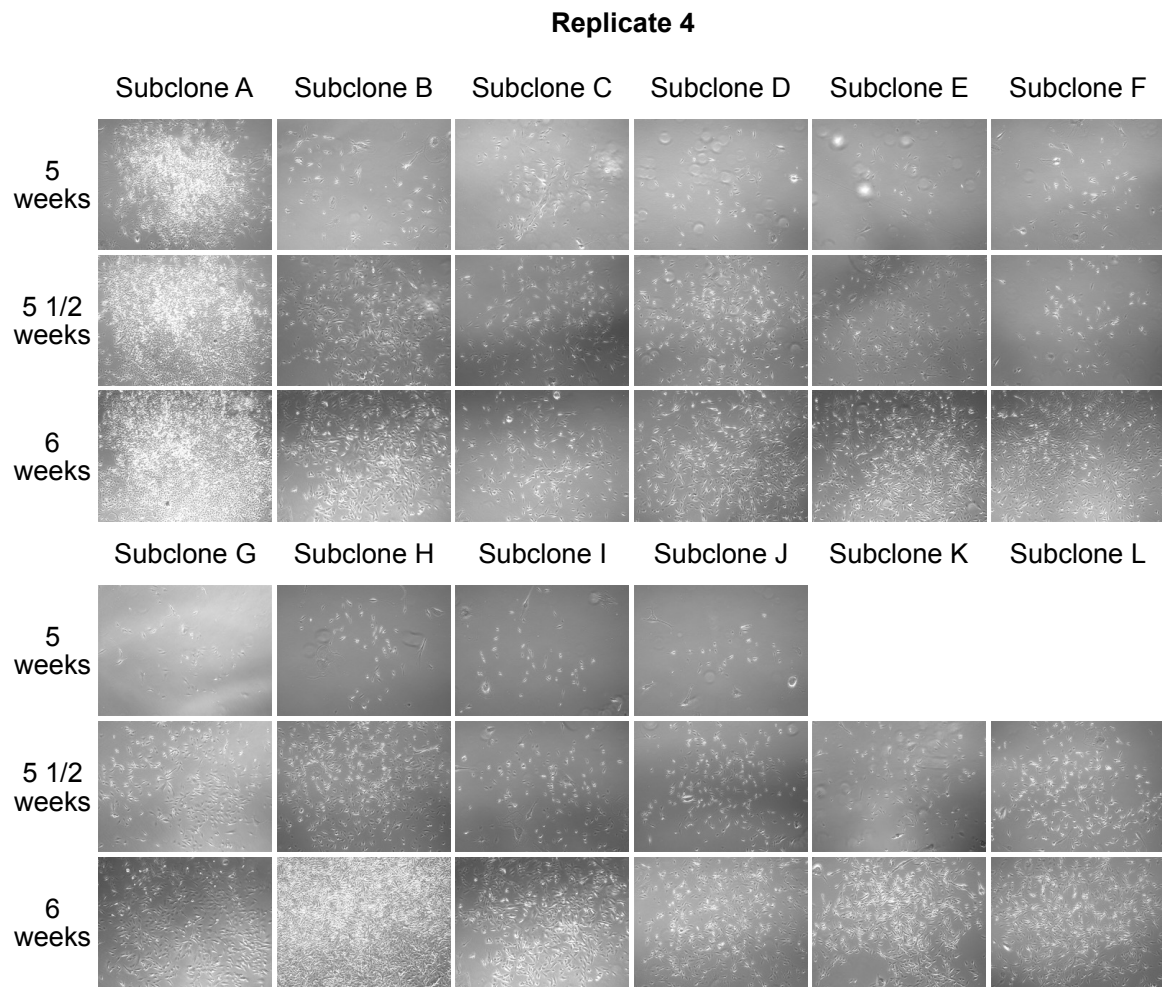 Replicate 4
Subclone A Subclone B Subclone C Subclone D Subclone E Subclone F
5
weeks
5 1/2
weeks
6
weeks
Subclone G Subclone H Subclone I Subclone J Subclone K Subclone L
5
weeks
5 1/2
weeks
6
weeks